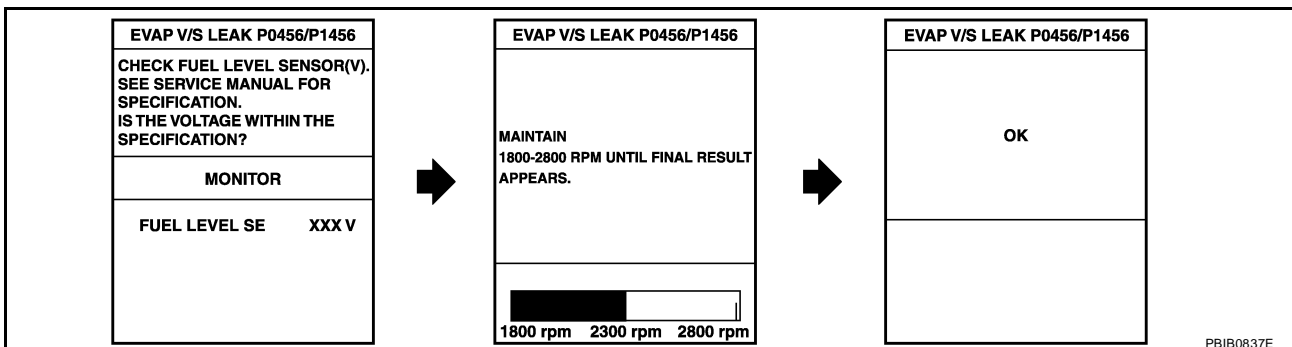 EVAP V/S LEAK P0456/P1456
CHECK FUEL LEVEL SENSOR(V).
SEE SERVICE MANUAL FOR
SPECIFICATION.
IS THE VOLTAGE WITHIN THE
SPECIFICATION?
MONITOR
FUEL LEVEL SE XXX V
EVAP V/S LEAK P0456/P1456
MAINTAIN
1800-2800 RPM UNTIL FINAL RESULT
APPEARS.
1800 rpm 2300 rpm 2800 rpm
EVAP V/S LEAK P0456/P1456
OK
PBIB0837E